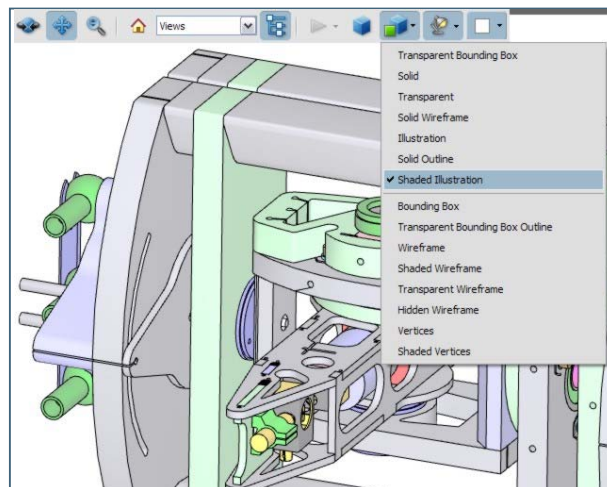 Views
Transparent Bounding Box
Solid
Transparent
Solid Wireframe
Illustration
Solid Outline
Shaded Illustration
Bounding Box
Transparent Bounding Box Outline
Wireframe
Shaded Wireframe
Transparent Wireframe
Hidden Wireframe
Vertices
Shaded Vertices